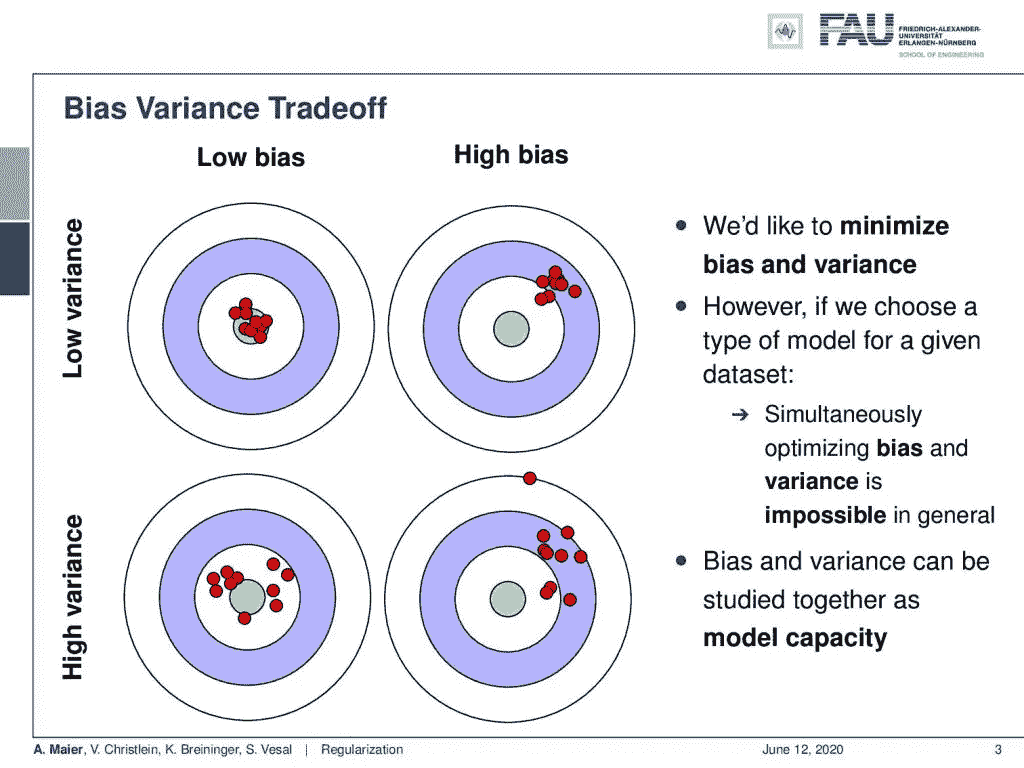 FAU
FRIEDRICH-ALEXANDER-
UNIVERSITÄT
ERLANGEN-NÜRNBERG
SCHOOL OF ENGINEERING
Bias Variance Tradeoff
Low bias
High bias
Low variance
High variance
• We’d like to minimize
bias and variance
• However, if we choose a
type of model for a given
dataset:
➔ Simultaneously
optimizing bias and
variance is
impossible in general
• Bias and variance can be
studied together as
model capacity
A. Maier, V. Christlein, K. Breininger, S. Vesal | Regularization
June 12, 2020
3